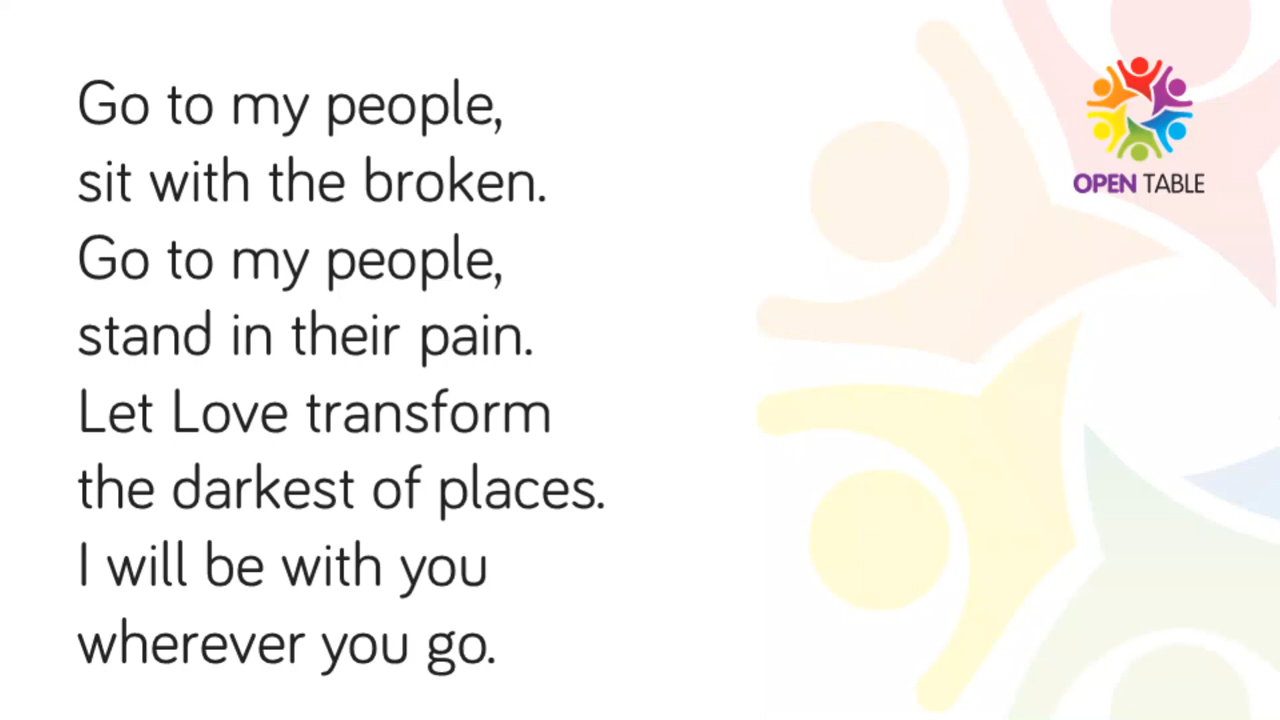 Go to my people,
sit with the broken.
Go to my people,
stand in their pain.
Let Love transform
the darkest of places.
I will be with you
wherever you go.
OPEN TABLE